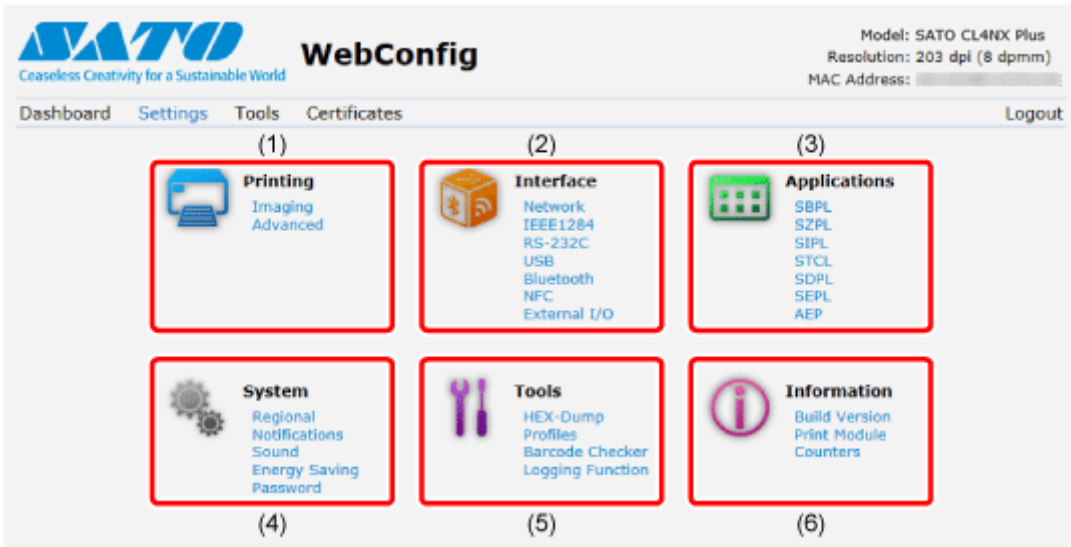 SATO
Ceaseless Creativity for a Sustainable World
WebConfig
Model: SATO CL4NX Plus
Resolution: 203 dpi (8 dpmm)
MAC Address:
Dashboard Settings Tools Certificates Logout
(1) (2) (3)
Printing
Imaging
Advanced
Interface
Network
IEEE1284
RS-232C
USB
Bluetooth
NFC
External I/O
Applications
SBPL
SZPL
SIPL
STCL
SDPL
SEPL
AEP
System
Regional
Notifications
Sound
Energy Saving
Password
Tools
HEX-Dump
Profiles
Barcode Checker
Logging Function
Information
Build Version
Print Module
Counters
(4) (5) (6)